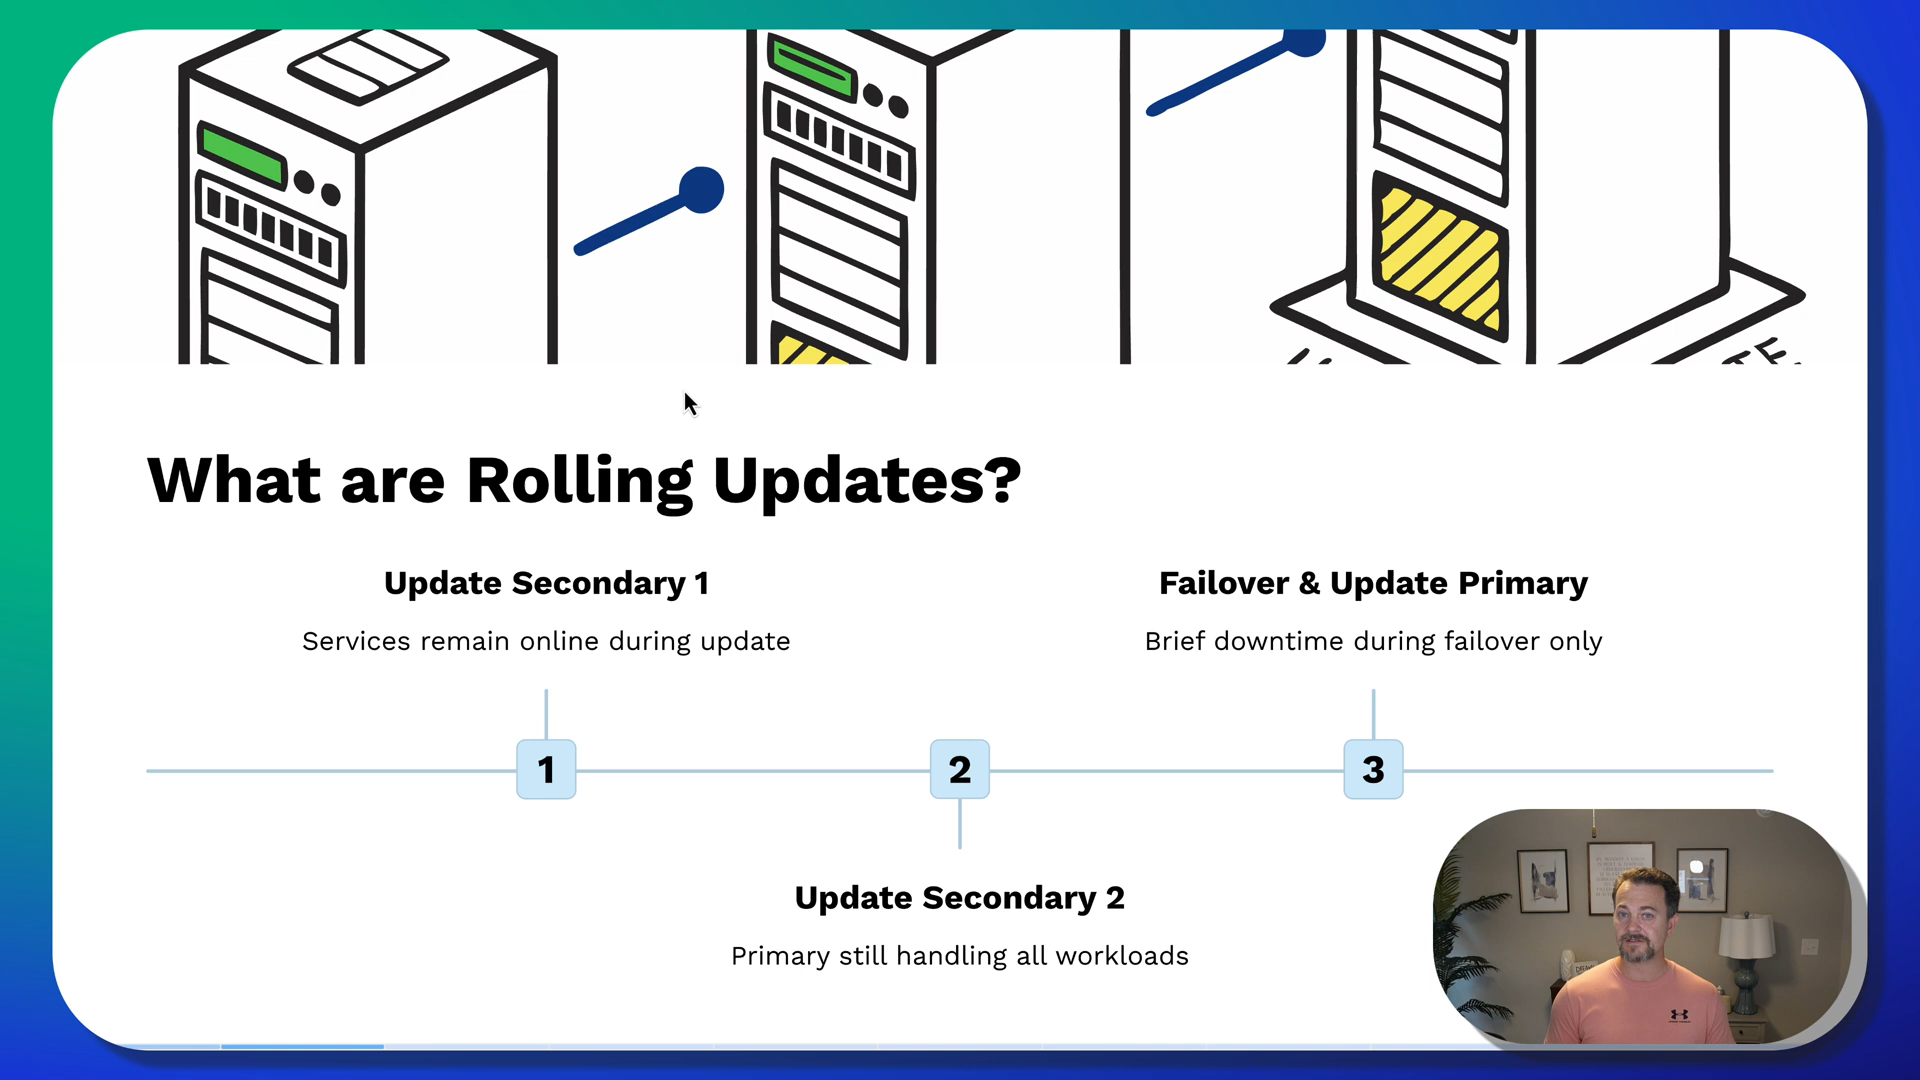 What are Rolling Updates?
Update Secondary 1
Services remain online during update
Failover & Update Primary
Brief downtime during failover only
1
2
3
Update Secondary 2
Primary still handling all workloads